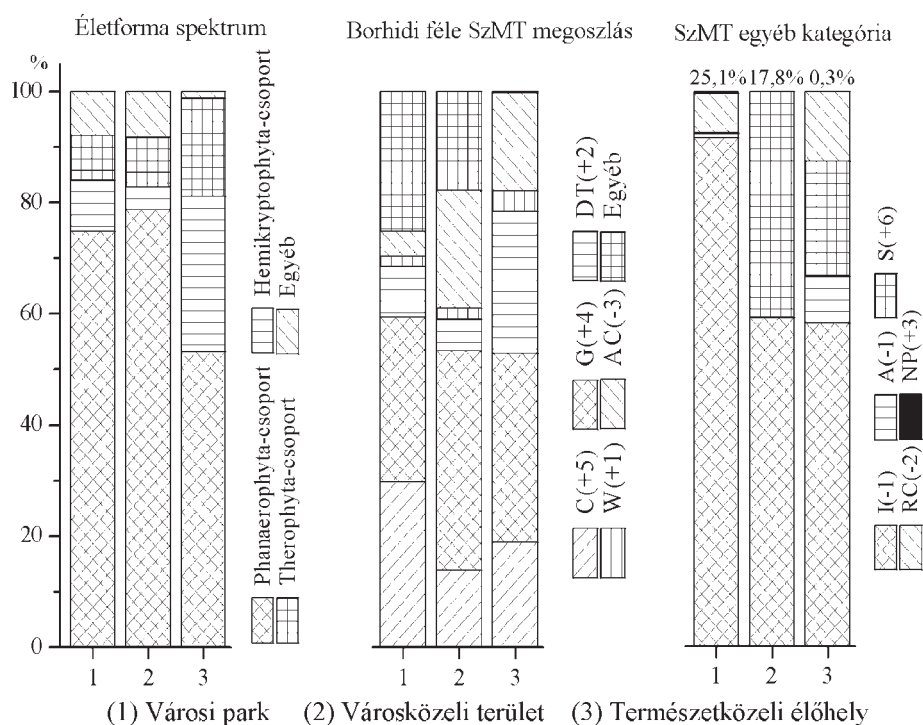 Életforma spektrum
Borhidi féle SzMT megoszlás
SzMT egyéb kategória
%
100
80
60
40
20
0
25,1% 17,8% 0,3%
Phanaerophyta-csoport
Therophyta-csoport
Hemikryptophyta-csoport
Egyéb
C(+5)
W(+1)
G(+4)
AC(-3)
DT(+2)
Egyéb
I(-1)
RC(-2)
A(-1)
NP(+3)
S(+6)
1 2 3
1 2 3
1 2 3
(1) Városi park (2) Városközeli terület (3) Természetközeli élőhely